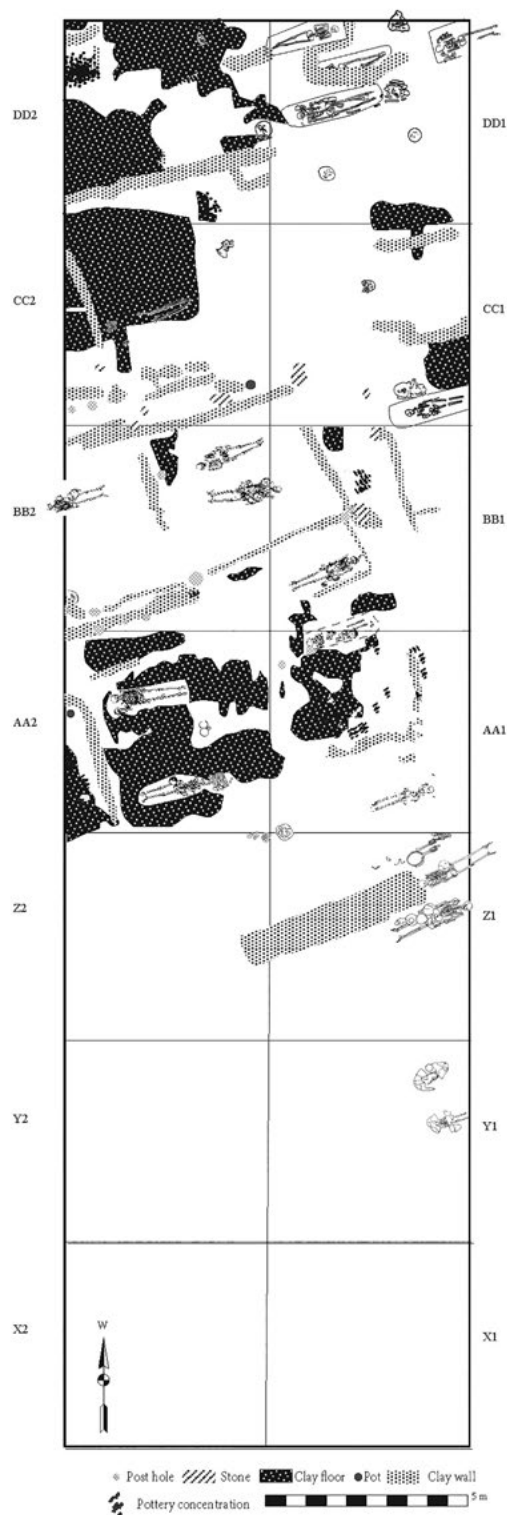 DD2 DD1
CC2 CC1
BB2 BB1
AA2 AA1
Z2 Z1
Y2 Y1
X2 X1
W
Post hole Stone Clay floor Pot Clay wall
Pottery concentration 5 m